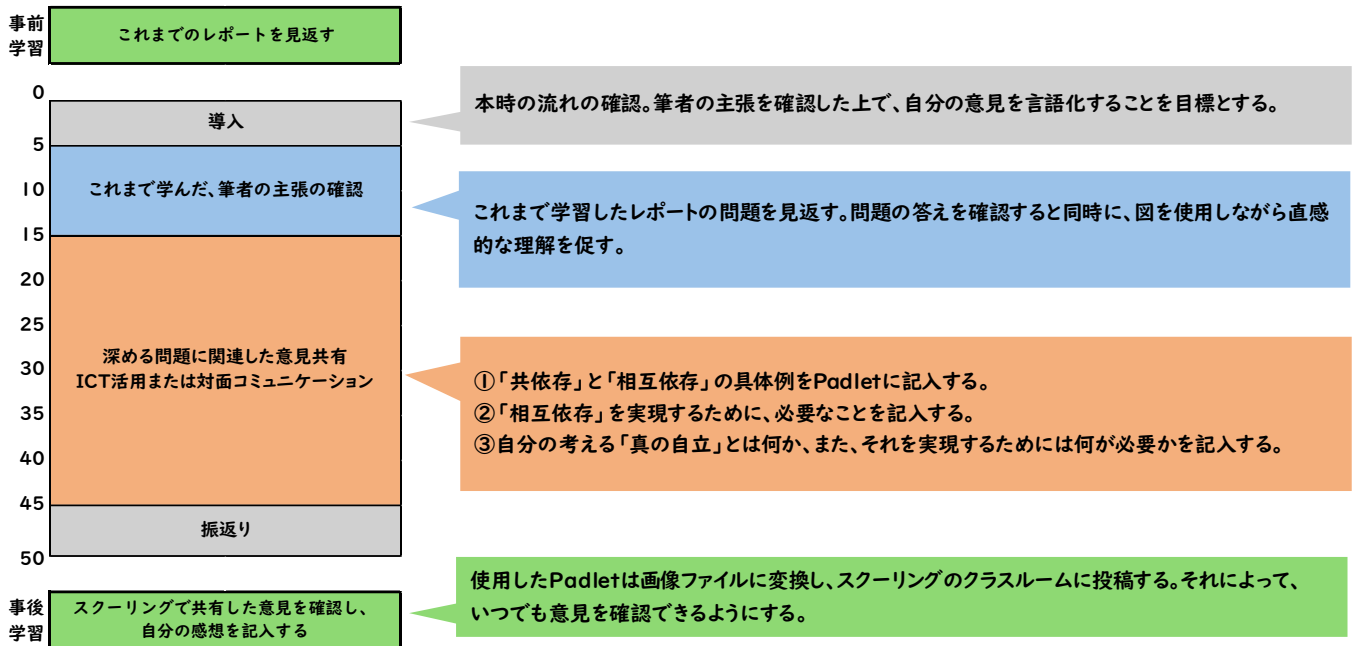 事前
学習
これまでのレポートを見返す
0
導入
本時の流れの確認。筆者の主張を確認した上で、自分の意見を言語化することを目標とする。
5
10
これまで学んだ、筆者の主張の確認
これまで学習したレポートの問題を見返す。問題の答えを確認すると同時に、図を使用しながら直感
的な理解を促す。
15
20
25
30
35
40
45
深める問題に関連した意見共有
ICT活用または対面コミュニケーション
①「共依存」と「相互依存」の具体例をPadletに記入する。
②「相互依存」を実現するために、必要なことを記入する。
③自分の考える「真の自立」とは何か、また、それを実現するためには何が必要かを記入する。
振返り
50
事後
学習
スクーリングで共有した意見を確認し、
自分の感想を記入する
使用したPadletは画像ファイルに変換し、スクーリングのクラスルームに投稿する。それによって、
いつでも意見を確認できるようにする。